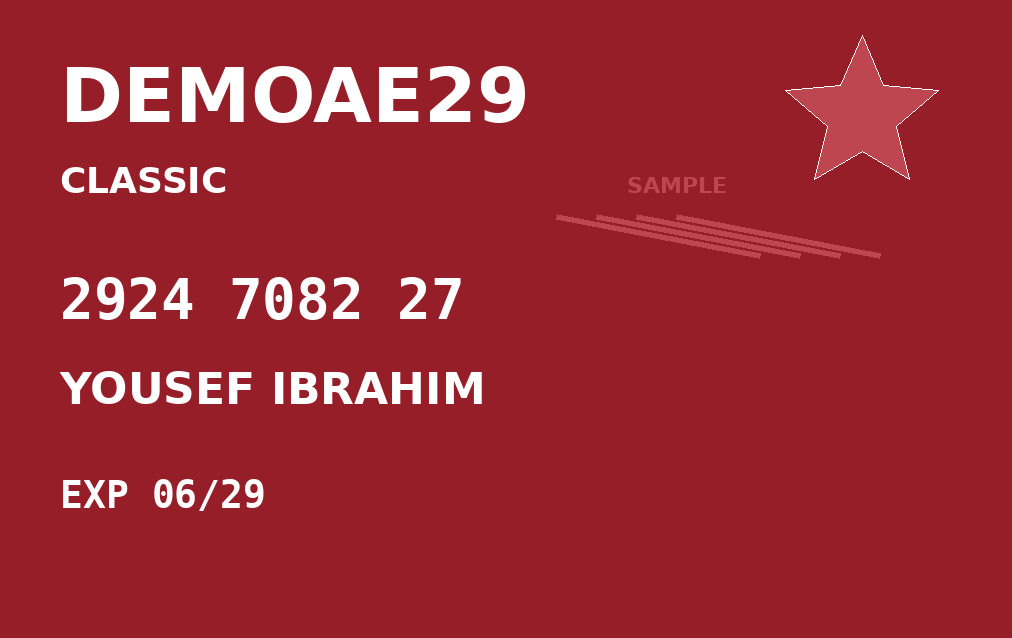 DEMOAE29
CLASSIC
SAMPLE
2924 7082 27
YOUSEF IBRAHIM
EXP 06/29